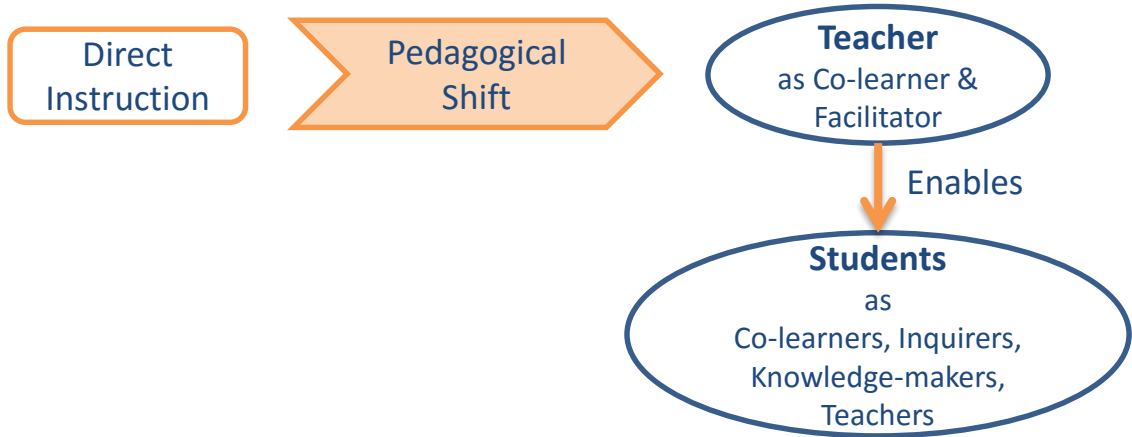 Direct
Instruction
Pedagogical
Shift
Teacher
as Co-learner &
Facilitator
Enables
Students
as
Co-learners, Inquirers,
Knowledge-makers,
Teachers